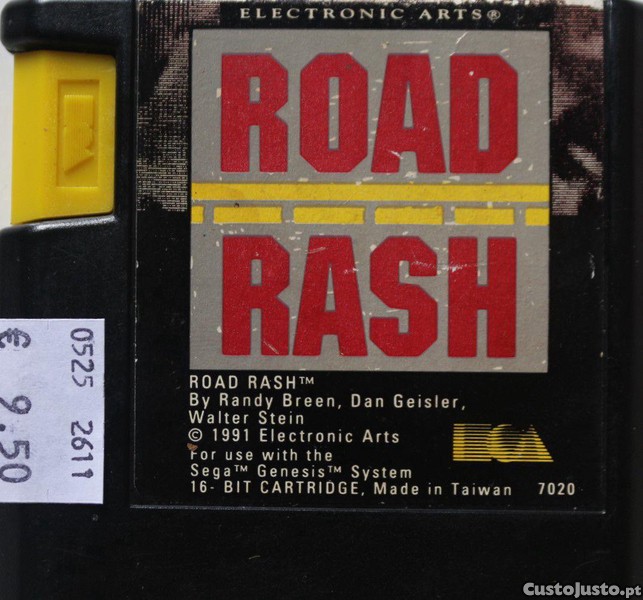 ELECTRONIC ARTS®
ROAD
RASH
ROAD RASH™
By Randy Breen, Dan Geisler,
Walter Stein
© 1991 Electronic Arts
For use with the
Sega™ Genesis™ System
16- BIT CARTRIDGE, Made in Taiwan 7020
EA
0525 2611
€ 9.50
CustoJusto.pt